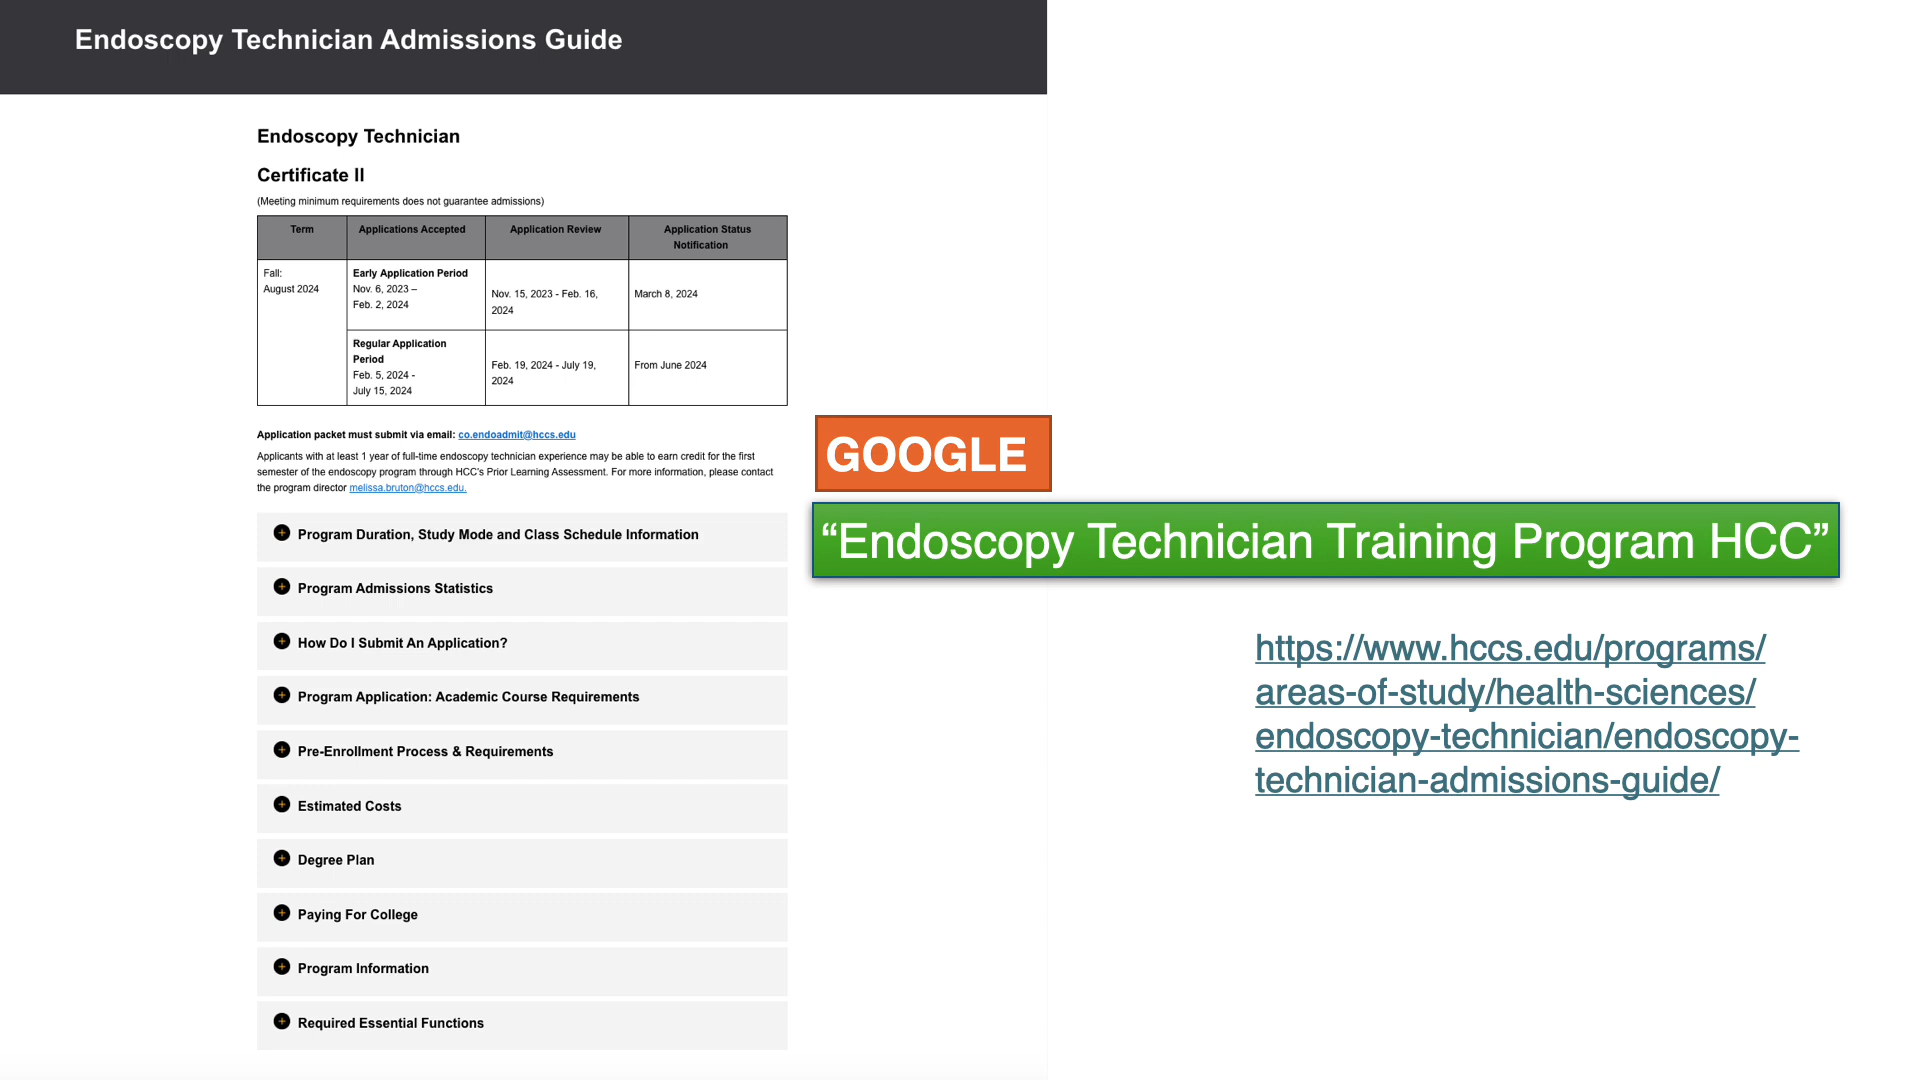 Endoscopy Technician Admissions Guide
Endoscopy Technician
Certificate II
(Meeting minimum requirements does not guarantee admissions)
Term
Applications Accepted
Application Review
Application Status
Notification
Fall:
August 2024
Early Application Period
Nov. 6, 2023 –
Feb. 2, 2024
Nov. 15, 2023 - Feb. 16,
2024
March 8, 2024
Regular Application
Period
Feb. 5, 2024 -
July 15, 2024
Feb. 19, 2024 - July 19,
2024
From June 2024
Application packet must submit via email: co.endoadmit@hccs.edu
Applicants with at least 1 year of full-time endoscopy technician experience may be able to earn credit for the first
semester of the endoscopy program through HCC's Prior Learning Assessment. For more information, please contact
the program director melissa.bruton@hccs.edu.
Program Duration, Study Mode and Class Schedule Information
Program Admissions Statistics
How Do I Submit An Application?
Program Application: Academic Course Requirements
Pre-Enrollment Process & Requirements
Estimated Costs
Degree Plan
Paying For College
Program Information
Required Essential Functions
GOOGLE
“Endoscopy Technician Training Program HCC”
https://www.hccs.edu/programs/
areas-of-study/health-sciences/
endoscopy-technician/endoscopy-
technician-admissions-guide/